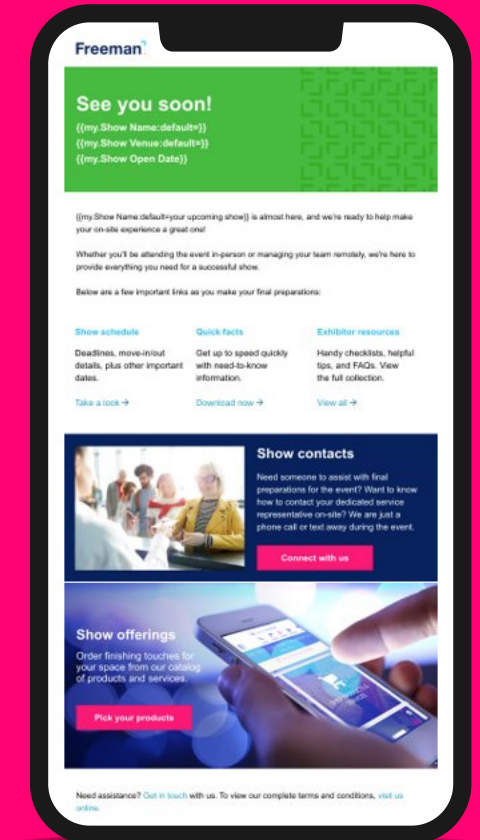 Freeman
See you soon!
{{my.Show Name:default=}}
{{my.Show Venue:default=}}
{{my.Show Open Date}}
{{my.Show Name:default=your upcoming show}} is almost here, and we're ready to help make
your on-site experience a great one!
Whether you'll be attending the event in-person or managing your team remotely, we're here to
provide everything you need for a successful show.
Below are a few important links as you make your final preparations:
Show schedule
Deadlines, move-in/out
details, plus other important
dates.
Take a look →
Quick facts
Get up to speed quickly
with need-to-know
information.
Download now →
Exhibitor resources
Handy checklists, helpful
tips, and FAQs. View
the full collection.
View all →
Show contacts
Need someone to assist with final
preparations for the event? Want to know
how to contact your dedicated service
representative on-site? We are just a
phone call or text away during the event.
Connect with us
Show offerings
Order finishing touches for
your space from our catalog
of products and services.
Pick your products
Need assistance? Get in touch with us. To view our complete terms and conditions, visit us
online.